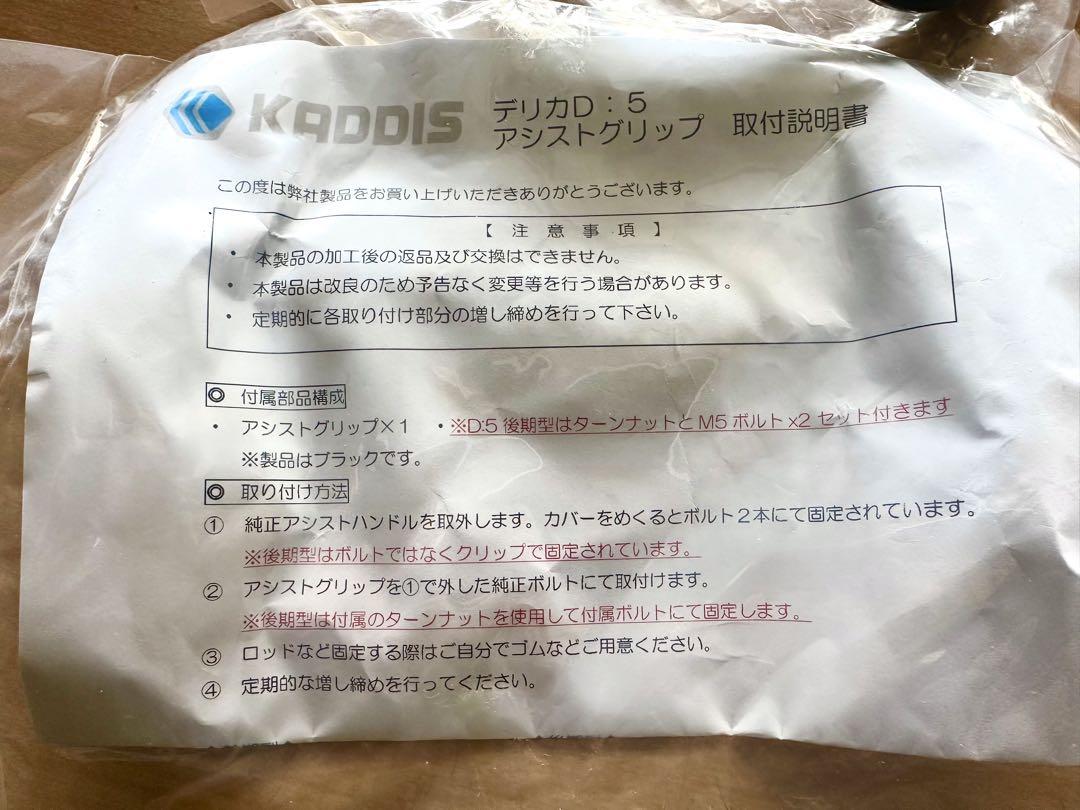 KADDIS
デリカD：5
アシストグリップ 取付説明書
この度は弊社製品をお買い上げいただきありがとうございます。
【 注 意 事 項 】
・ 本製品の加工後の返品及び交換はできません。
・ 本製品は改良のため予告なく変更等を行う場合があります。
・ 定期的に各取り付け部分の増し締めを行って下さい。
◎ 付属部品構成
・ アシストグリップ×1 ・※D:5 後期型はターンナットとM5ボルトx2セット付きます
※製品はブラックです。
◎ 取り付け方法
① 純正アシストハンドルを取外します。カバーをめくるとボルト2本にて固定されています。
※後期型はボルトではなくクリップで固定されています。
② アシストグリップを①で外した純正ボルトにて取付けます。
※後期型は付属のターンナットを使用して付属ボルトにて固定します。
③ ロッドなど固定する際はご自分でゴムなどご用意ください。
④ 定期的な増し締めを行ってください。